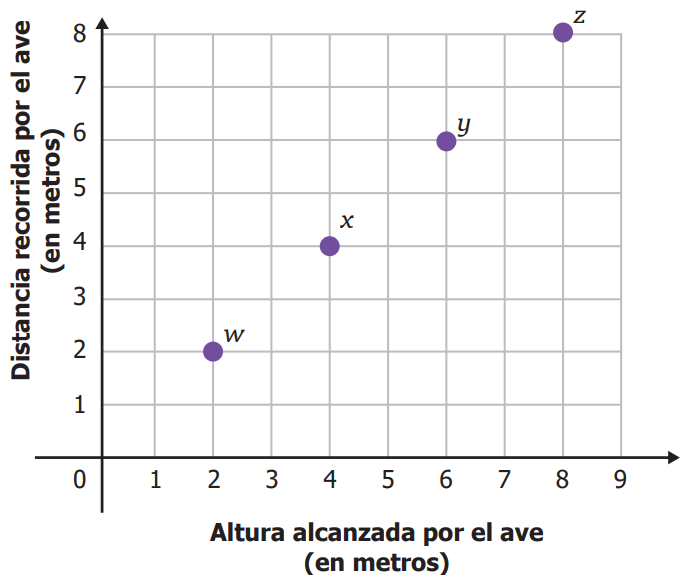 Distancia recorrida por el ave
(en metros)
8
7
6
5
4
3
2
1
z
y
x
w
0 1 2 3 4 5 6 7 8 9
Altura alcanzada por el ave
(en metros)